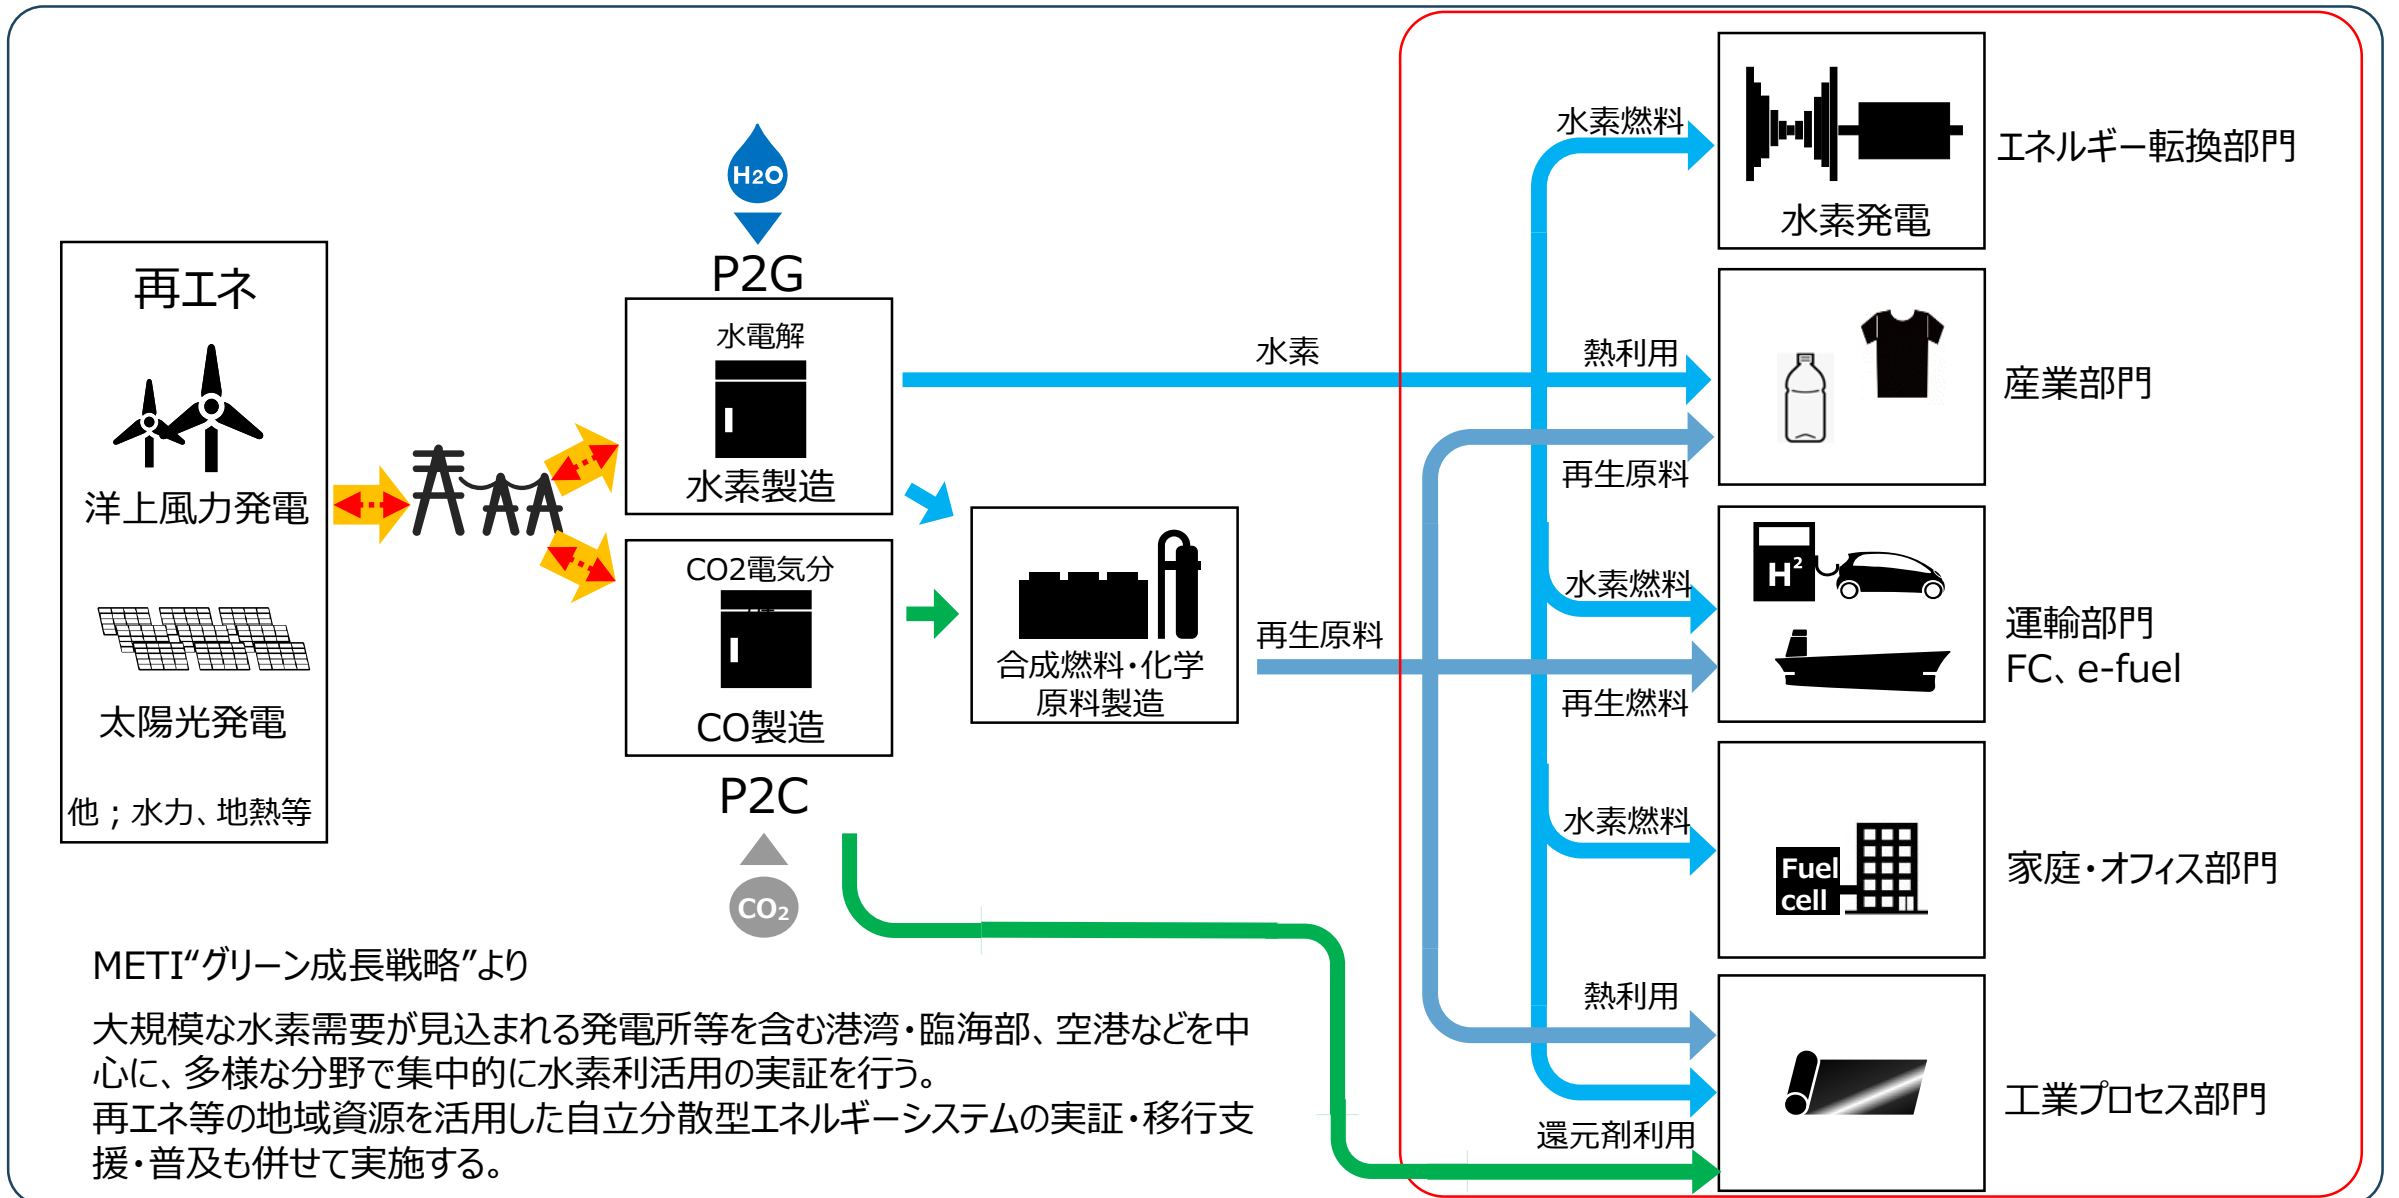 再エネ
洋上風力発電
太陽光発電
他；水力、地熱等
H2O
P2G
水電解
水素製造
CO2電気分
CO製造
P2C
CO2
合成燃料・化学
原料製造
水素
再生原料
水素燃料
水素発電
エネルギー転換部門
熱利用
再生原料
産業部門
水素燃料
再生燃料
H2
運輸部門
FC、e-fuel
水素燃料
Fuel
cell
家庭・オフィス部門
熱利用
還元剤利用
工業プロセス部門
METI“グリーン成長戦略”より
大規模な水素需要が見込まれる発電所等を含む港湾・臨海部、空港などを中
心に、多様な分野で集中的に水素利活用の実証を行う。
再エネ等の地域資源を活用した自立分散型エネルギーシステムの実証・移行支
援・普及も併せて実施する。